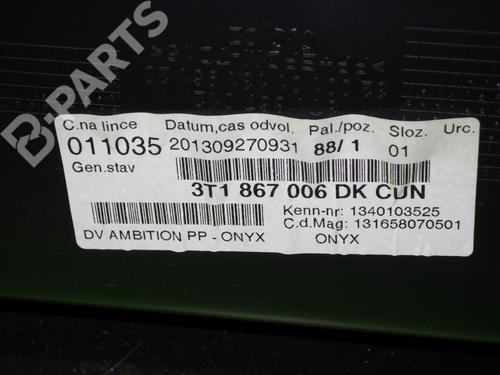 B-PARTS
C.na lince Datum,cas odvol. Pal./poz. Sloz. Urc.
011035 201309270931 88/ 1 01
Gen.stav
3T1 867 006 DK CUN
Kenn-nr: 1340103525
C.d.Mag: 131658070501
DV AMBITION PP - ONYX ONYX